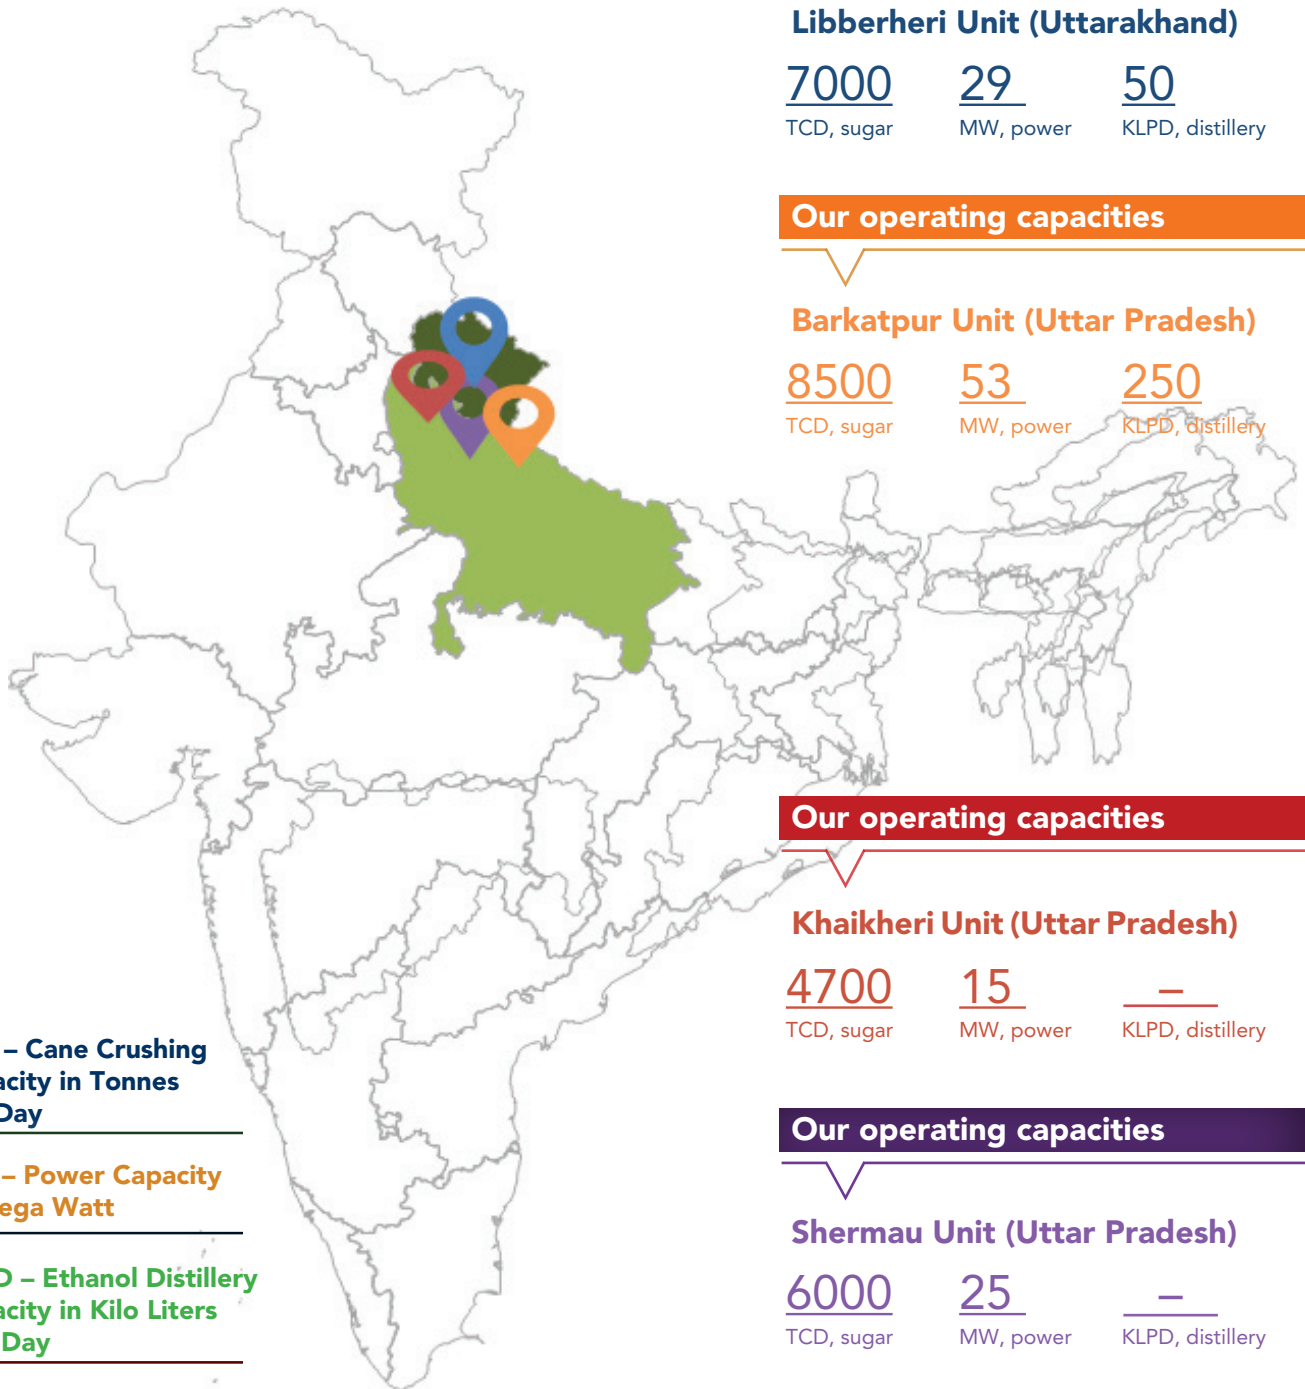 Libberheri Unit (Uttarakhand)
7000 29 50
TCD, sugar MW, power KLPD, distillery
Our operating capacities
Barkatpur Unit (Uttar Pradesh)
8500 53 250
TCD, sugar MW, power KLPD, distillery
Our operating capacities
Khaikheri Unit (Uttar Pradesh)
4700 15 –
TCD, sugar MW, power KLPD, distillery
Our operating capacities
Shermau Unit (Uttar Pradesh)
6000 25 –
TCD, sugar MW, power KLPD, distillery
– Cane Crushing
acity in Tonnes
Day
– Power Capacity
ega Watt
D – Ethanol Distillery
acity in Kilo Liters
Day